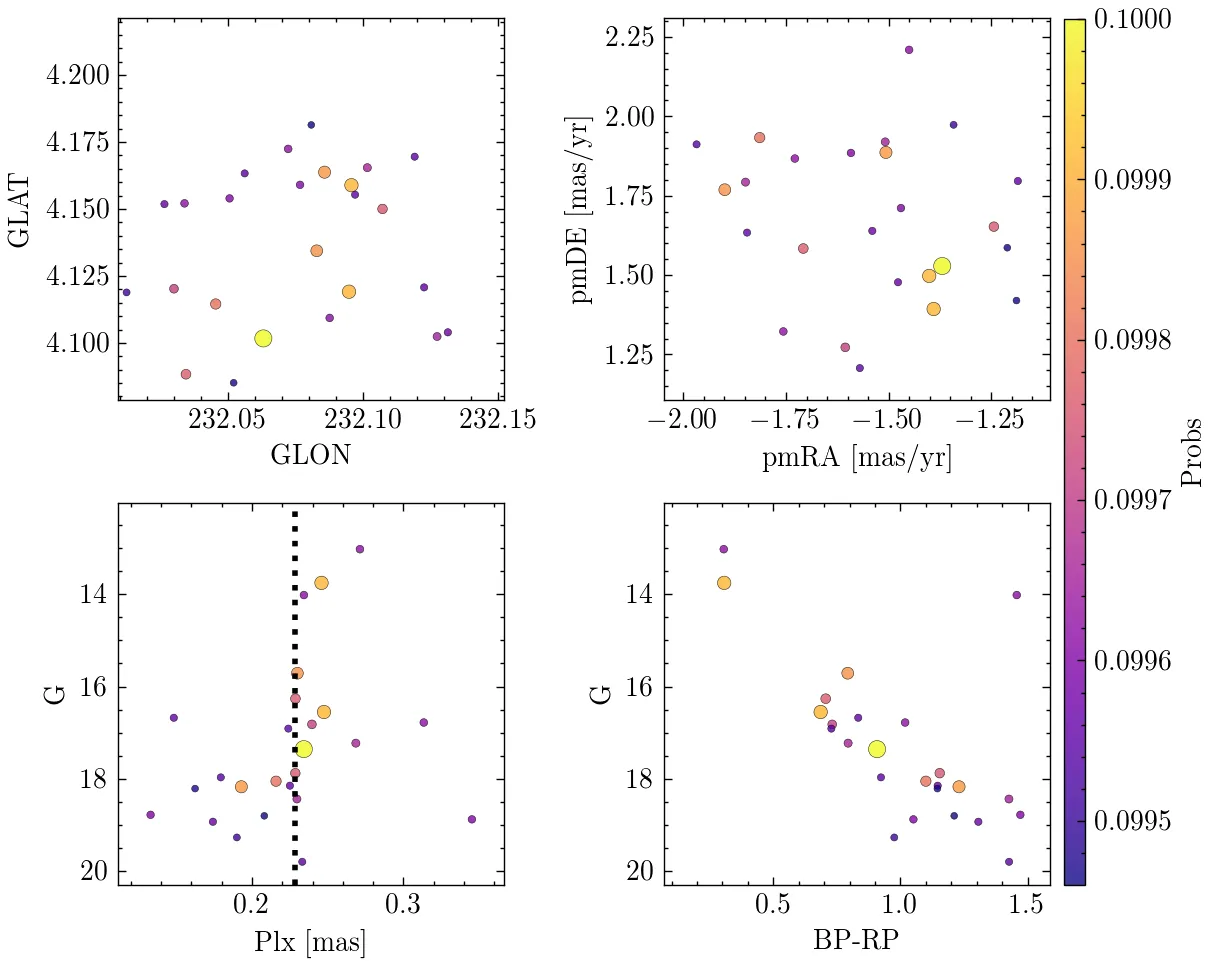 4.200
4.175
4.150
4.125
4.100
GLAT
232.05 232.10 232.15
GLON
2.25
2.00
1.75
1.50
1.25
pmDE [mas/yr]
−2.00 −1.75 −1.50 −1.25
pmRA [mas/yr]
0.1000
0.0999
0.0998
0.0997
0.0996
0.0995
Probs
14
16
18
20
G
0.2 0.3
Plx [mas]
14
16
18
20
G
0.5 1.0 1.5
BP-RP